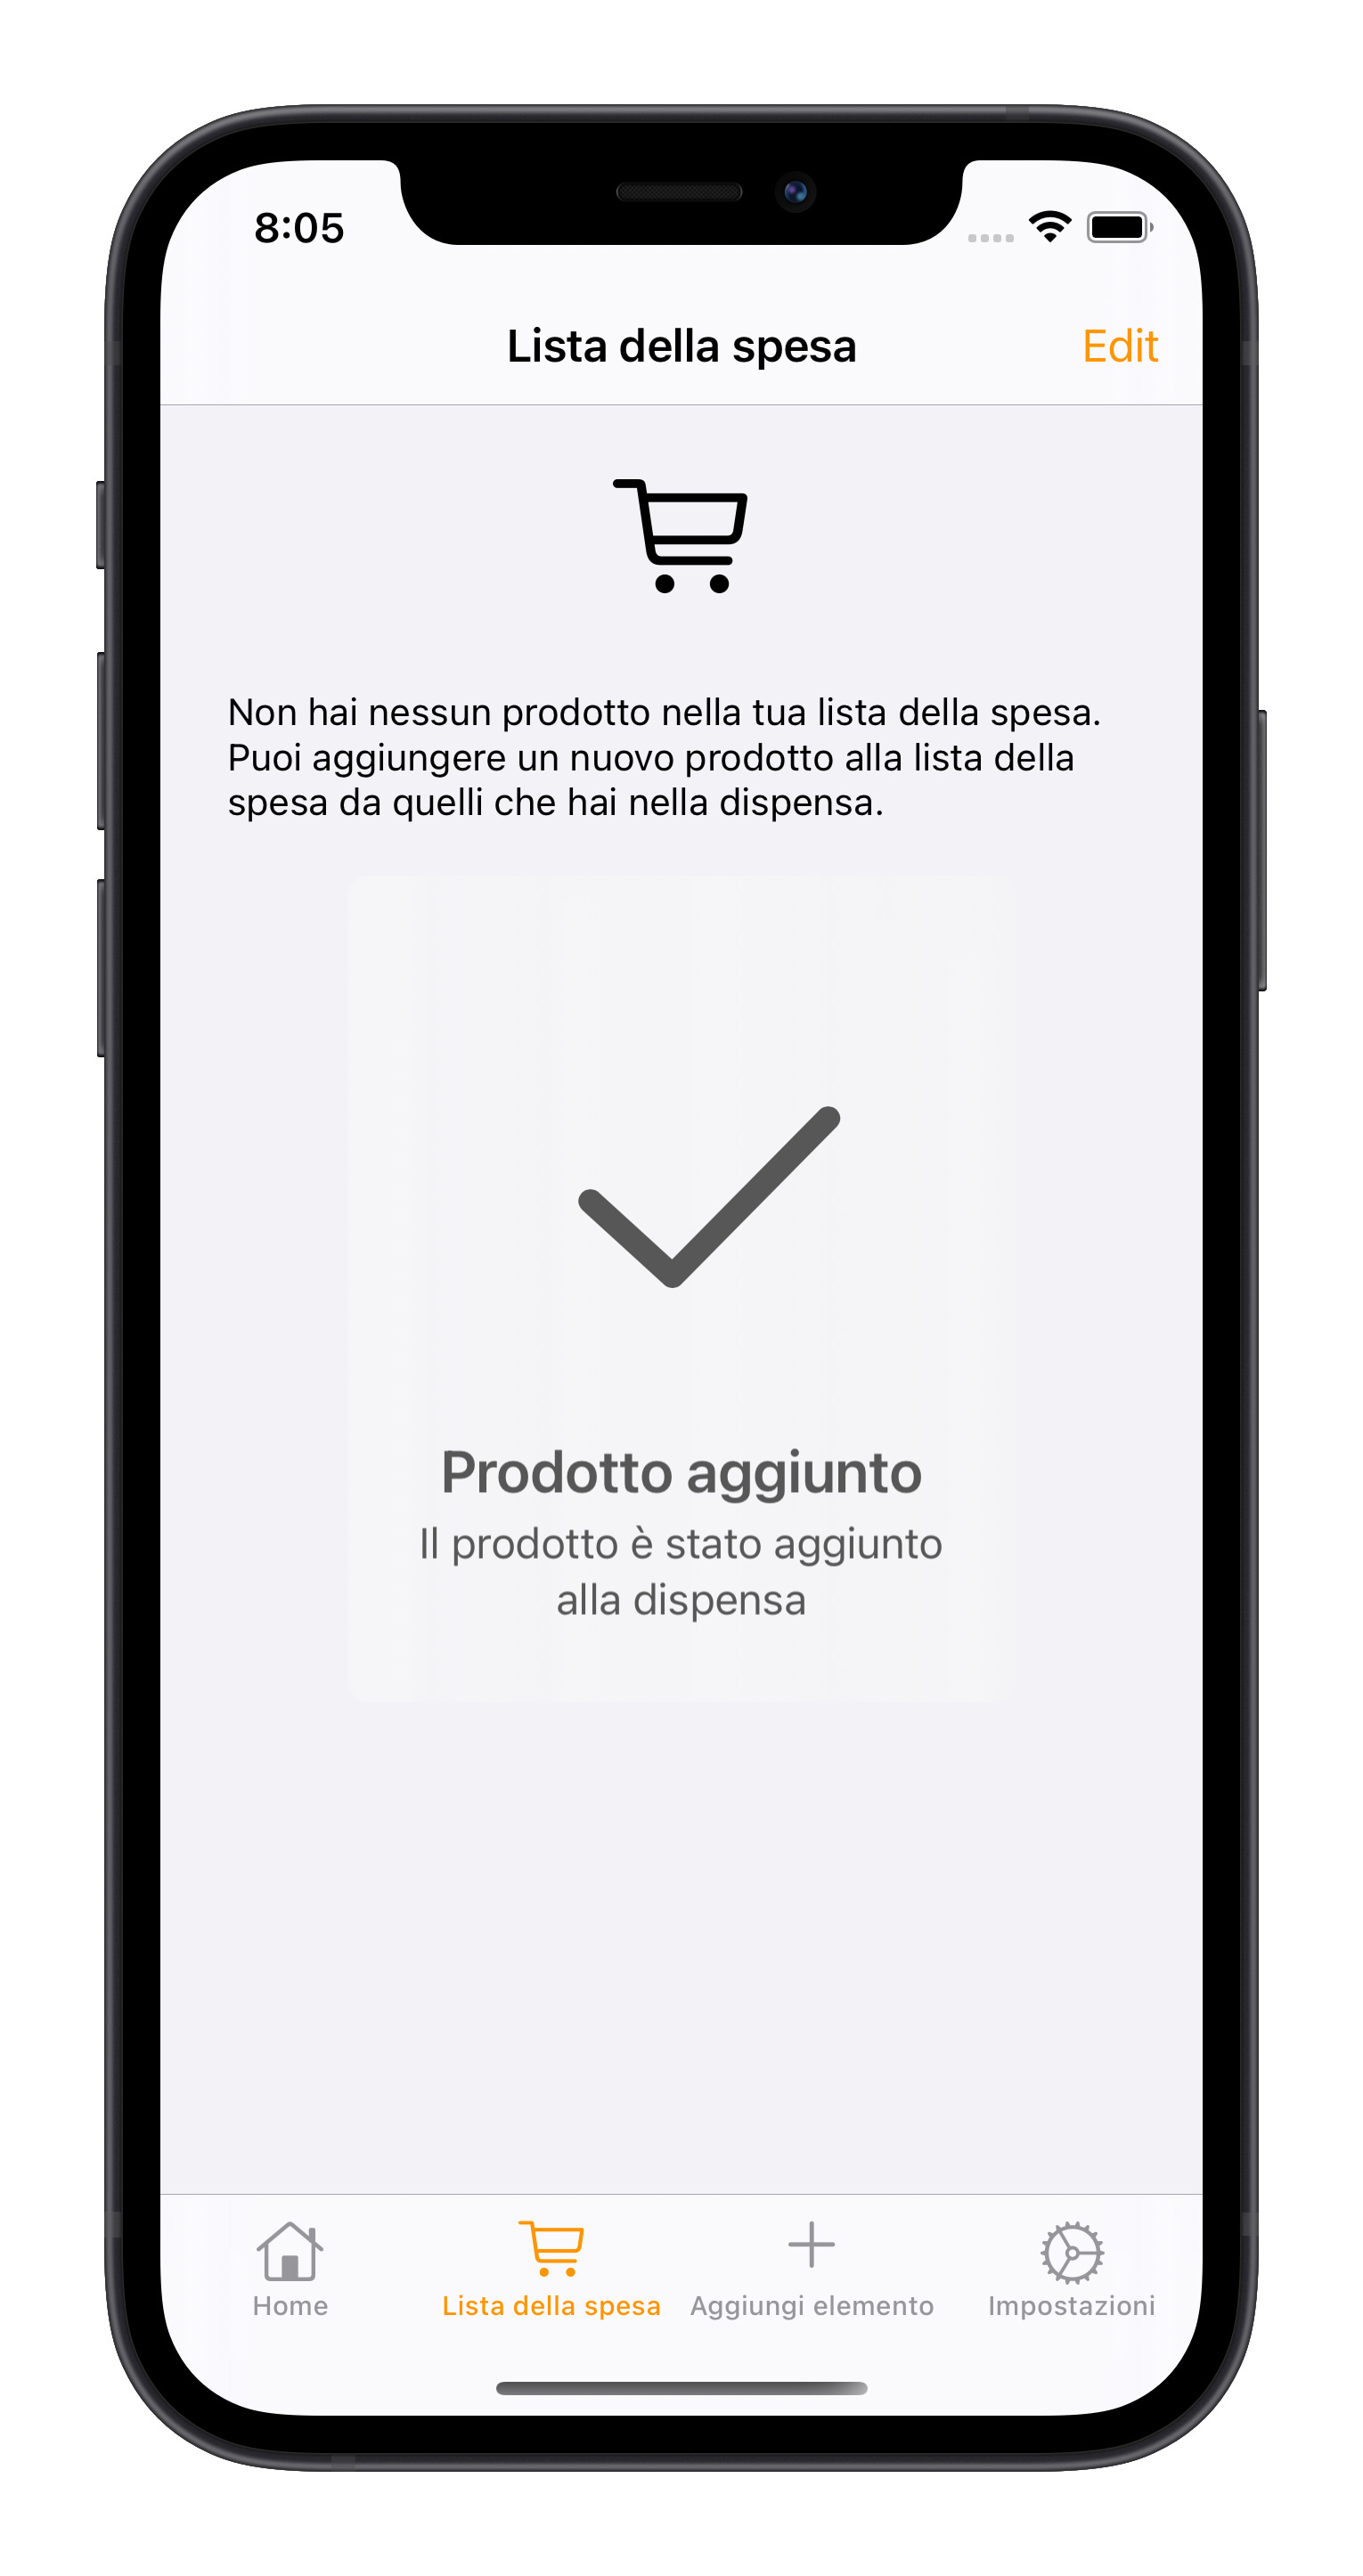 8:05
Lista della spesa
Edit
Non hai nessun prodotto nella tua lista della spesa.
Puoi aggiungere un nuovo prodotto alla lista della
spesa da quelli che hai nella dispensa.
Prodotto aggiunto
Il prodotto è stato aggiunto
alla dispensa
Home
Lista della spesa
Aggiungi elemento
Impostazioni